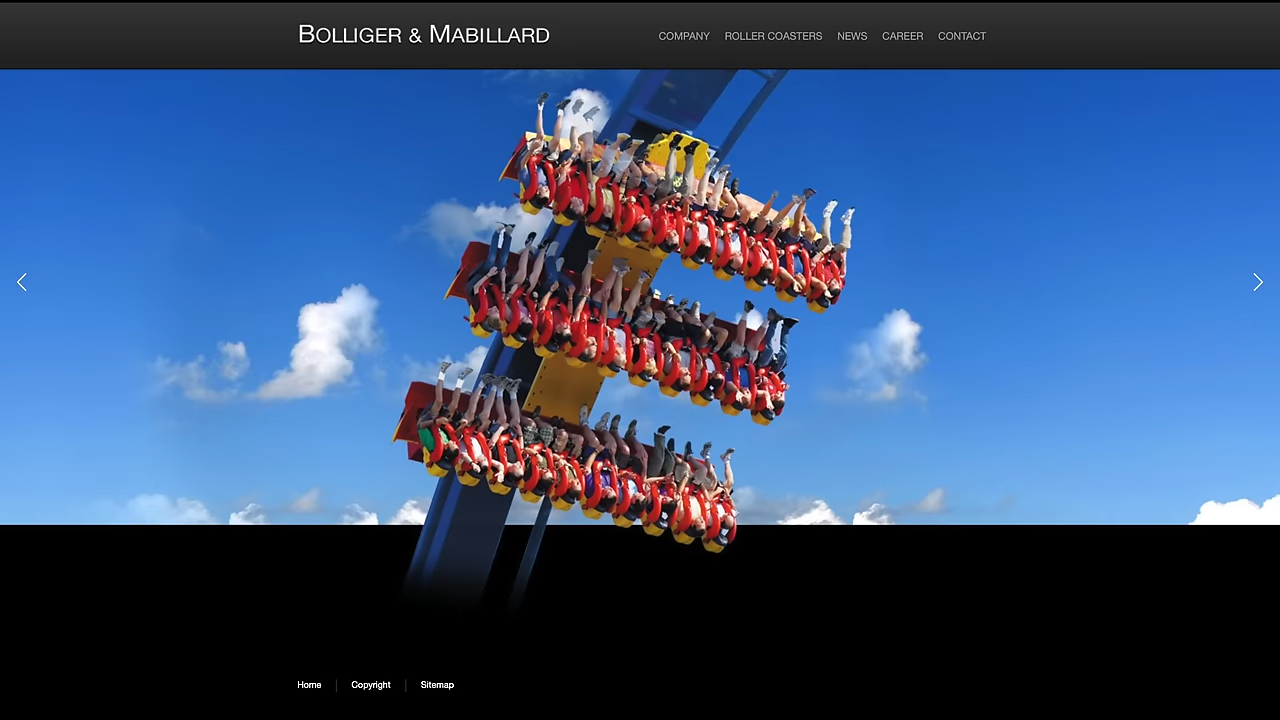 BOLLIGER & MABILLARD
COMPANY ROLLER COASTERS NEWS CAREER CONTACT
Home Copyright Sitemap